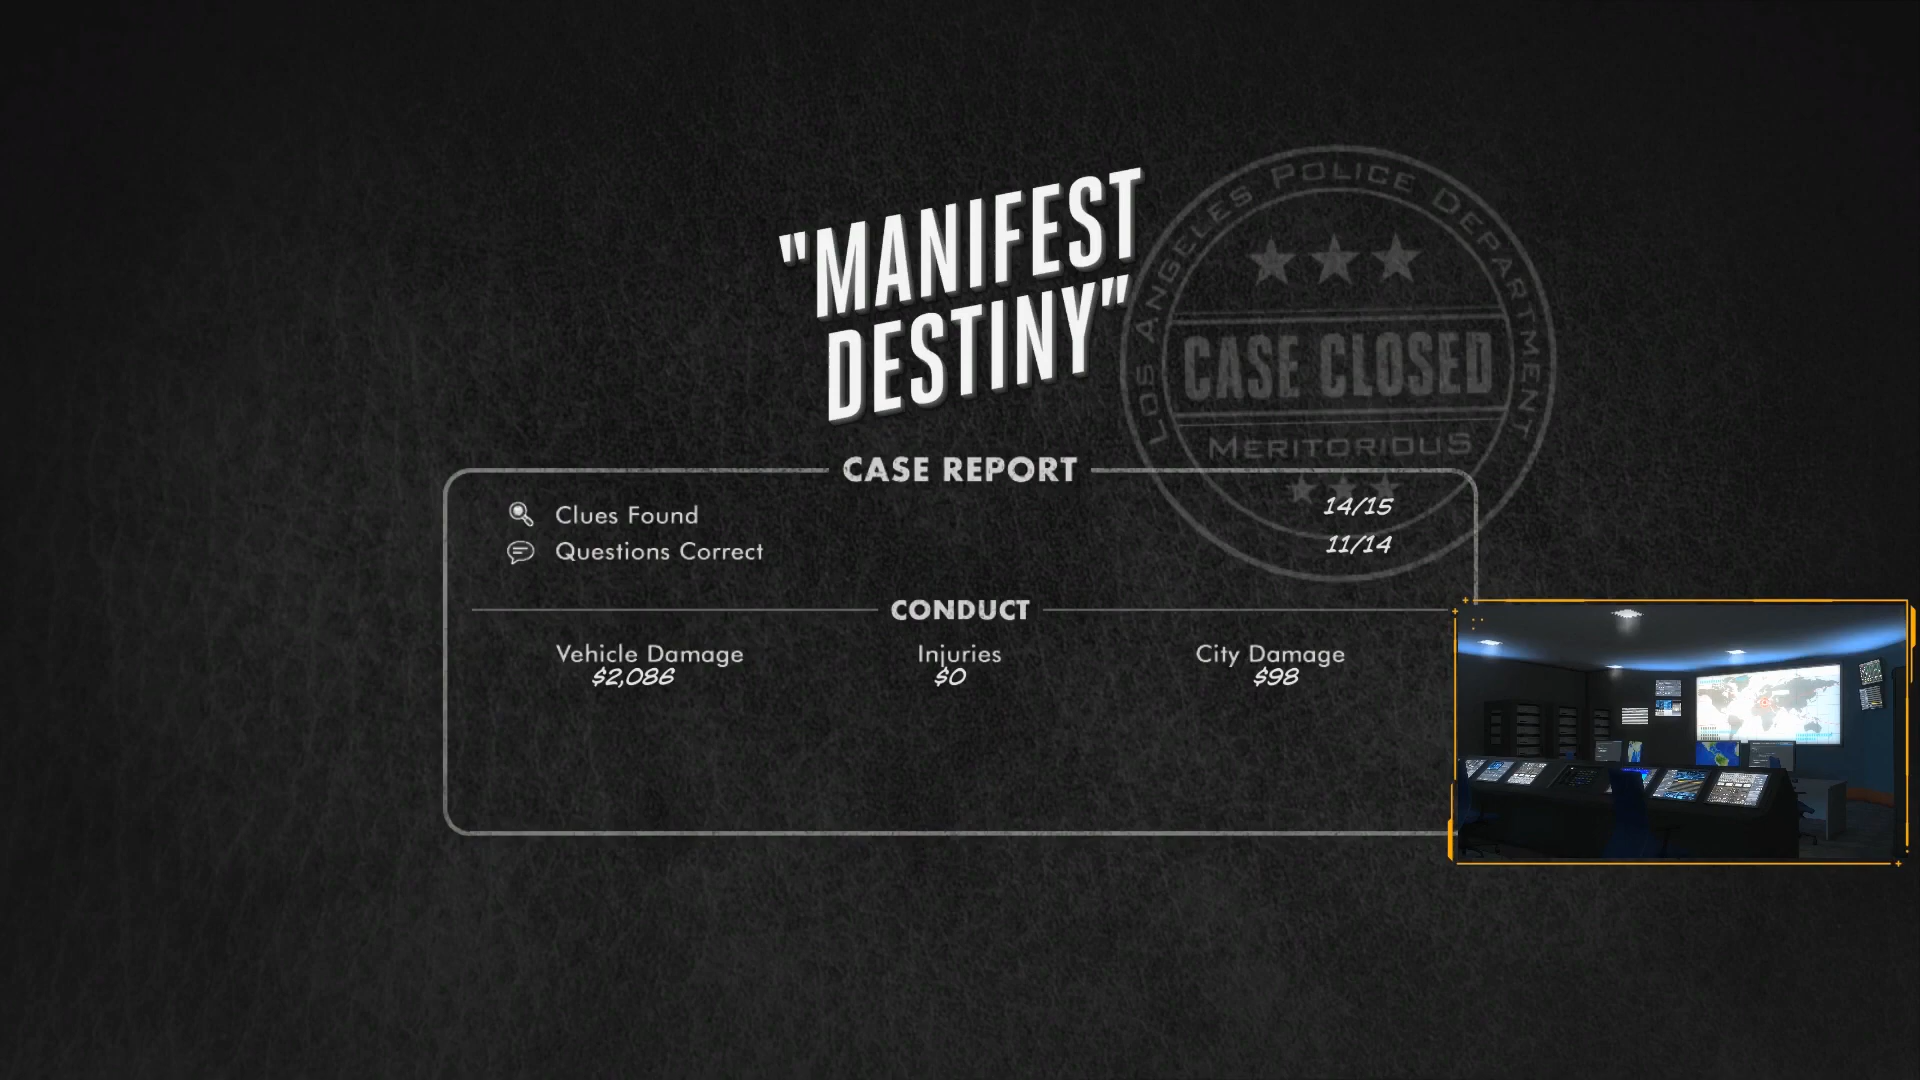 "MANIFEST
DESTINY"
LOS ANGELES POLICE DEPARTMENT
CASE CLOSED
MERITORIOUS
CASE REPORT
Clues Found 14/15
Questions Correct 11/14
CONDUCT
Vehicle Damage Injuries City Damage
$2,086 $0 $98